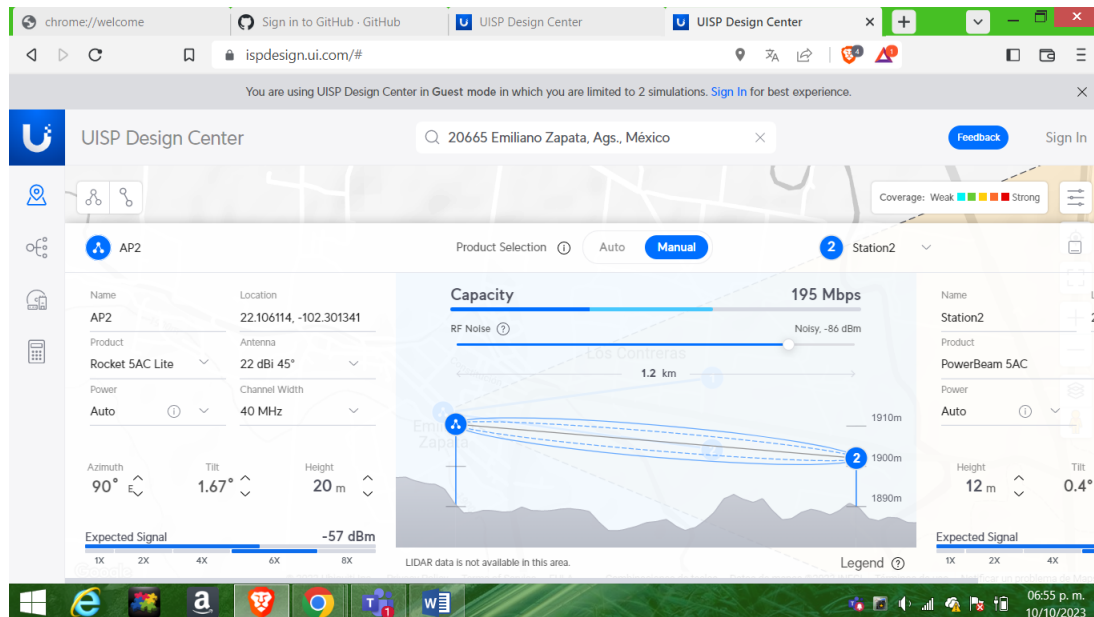 chrome://welcome
Sign in to GitHub · GitHub
UISP Design Center
UISP Design Center
ispdesign.ui.com/#
4
1
You are using UISP Design Center in Guest mode in which you are limited to 2 simulations. Sign In for best experience.
UISP Design Center
20665 Emiliano Zapata, Ags., México
Feedback
Sign In
Coverage: Weak Strong
AP2
Product Selection
Auto
Manual
2 Station2
Name
Location
AP2
22.106114, -102.301341
Product
Antenna
Rocket 5AC Lite
22 dBi 45°
Power
Channel Width
Auto
40 MHz
Azimuth
Tilt
Height
90° E
1.67°
20 m
Expected Signal
-57 dBm
1X 2X 4X 6X 8X
Capacity
195 Mbps
RF Noise
Noisy, -86 dBm
Los Contreras
1.2 km
1
Emiliano
Zapata
2
1910m
1900m
1890m
LIDAR data is not available in this area.
Legend
Name
Station2
Product
PowerBeam 5AC
Power
Auto
Height
Tilt
12 m
0.4°
Expected Signal
1X 2X 4X
06:55 p. m.
10/10/2023